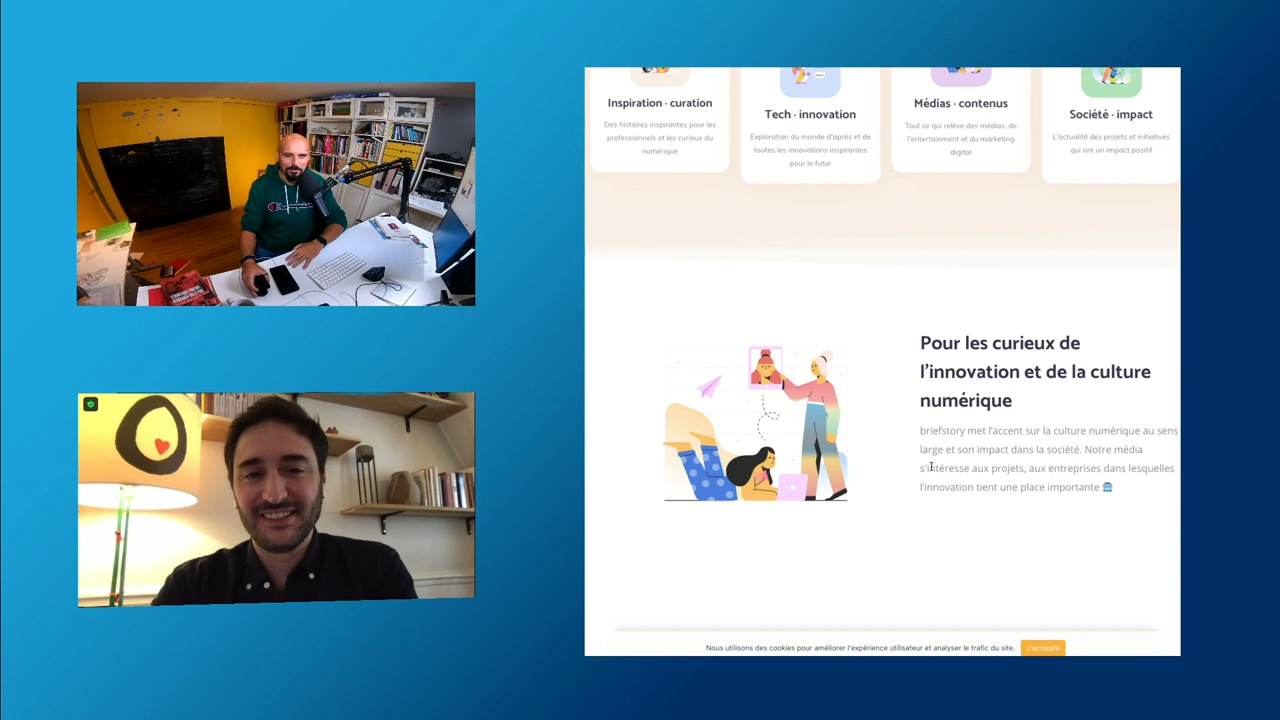 Inspiration · curation
Des histoires inspirantes pour les
professionnels et les curieux du
numérique
Tech · innovation
Exploration du monde d'après et de
toutes les innovations inspirantes
pour le futur
Médias · contenus
Tout ce qui relève des médias, de
l'entertainment et du marketing
digital
Société · impact
L'actualité des projets et initiatives
qui ont un impact positif
Champion
Pour les curieux de
l'innovation et de la culture
numérique
briefstory met l'accent sur la culture numérique au sens
large et son impact dans la société. Notre média
s'intéresse aux projets, aux entreprises dans lesquelles
l'innovation tient une place importante
Nous utilisons des cookies pour améliorer l'expérience utilisateur et analyser le trafic du site.
J'accepte